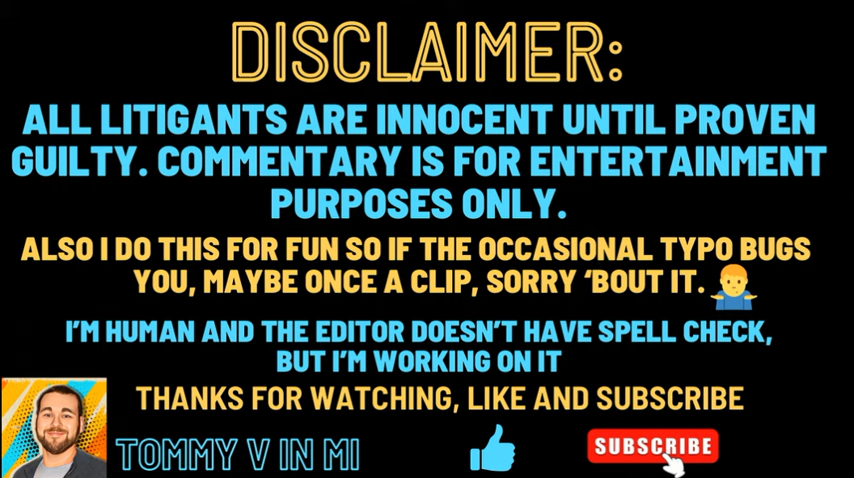 DISCLAIMER:
ALL LITIGANTS ARE INNOCENT UNTIL PROVEN
GUILTY. COMMENTARY IS FOR ENTERTAINMENT
PURPOSES ONLY.
ALSO I DO THIS FOR FUN SO IF THE OCCASIONAL TYPO BUGS
YOU, MAYBE ONCE A CLIP, SORRY ‘BOUT IT.
I’M HUMAN AND THE EDITOR DOESN’T HAVE SPELL CHECK,
BUT I’M WORKING ON IT
THANKS FOR WATCHING, LIKE AND SUBSCRIBE
TOMMY V IN MI
SUBSCRIBE